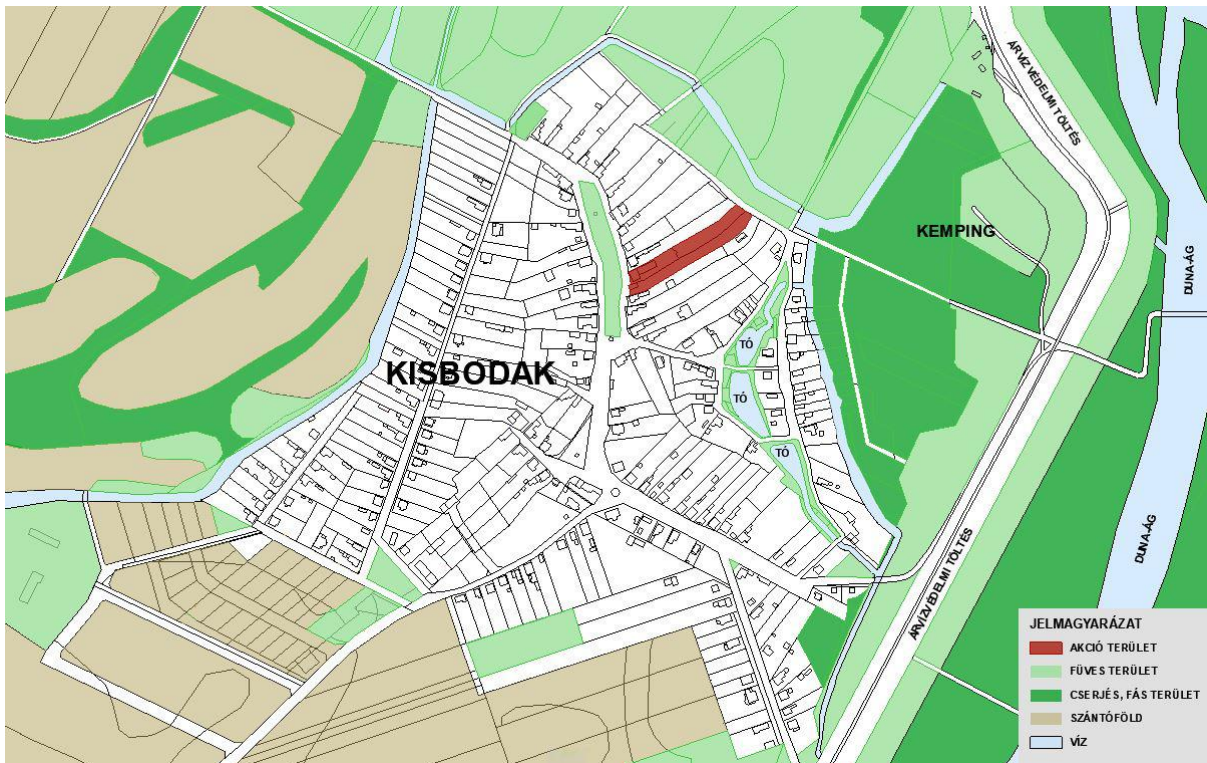 ÁRVÍZVÉDELMI TÖLTÉS
KEMPING
DUNA-ÁG
TÓ
KISBODAK
TÓ
TÓ
DUNA-ÁG
ÁRVÍZVÉDELMI TÖLTÉS
JELMAGYARÁZAT
AKCIÓ TERÜLET
FÜVES TERÜLET
CSERJÉS, FÁS TERÜLET
SZÁNTÓFÖLD
VÍZ